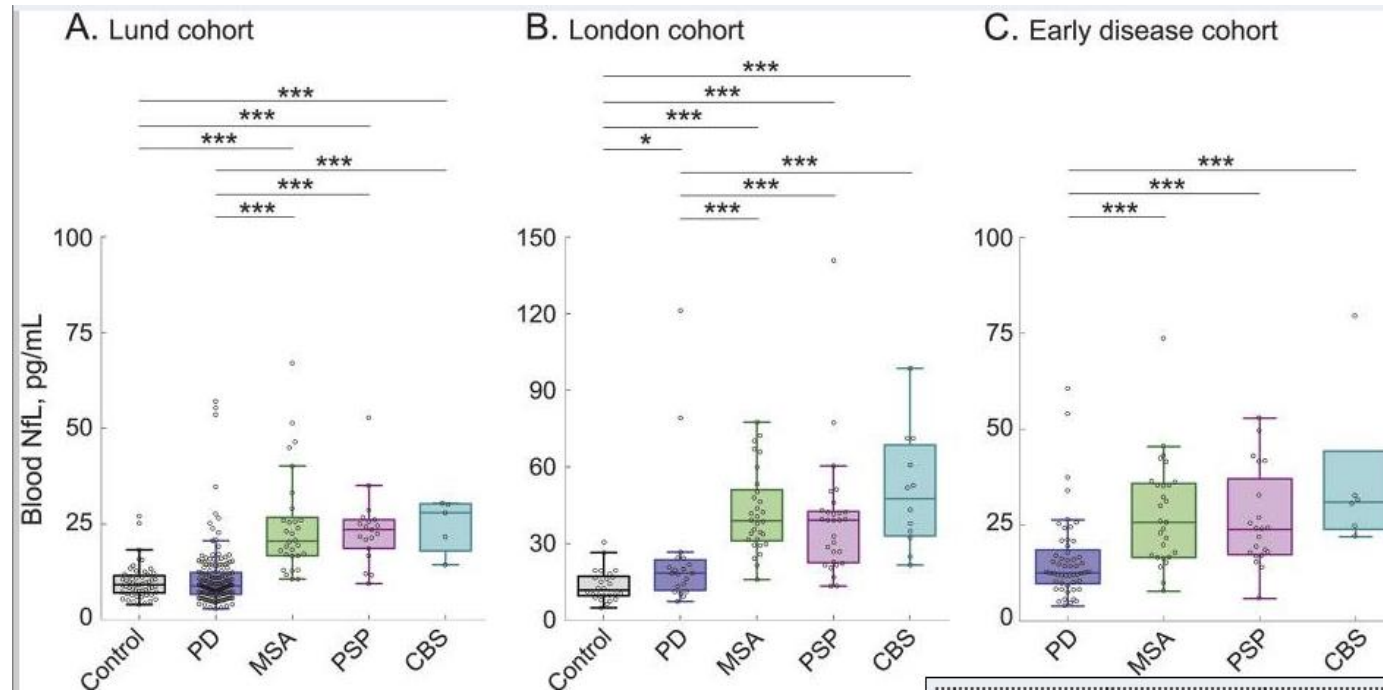 A. Lund cohort
***
***
***
***
***
***
100
75
50
25
0
Blood NfL, pg/mL
Control
PD
MSA
PSP
CBS
B. London cohort
***
***
***
*
***
***
***
150
120
90
60
30
0
Control
PD
MSA
PSP
CBS
C. Early disease cohort
***
***
***
100
75
50
25
0
PD
MSA
PSP
CBS